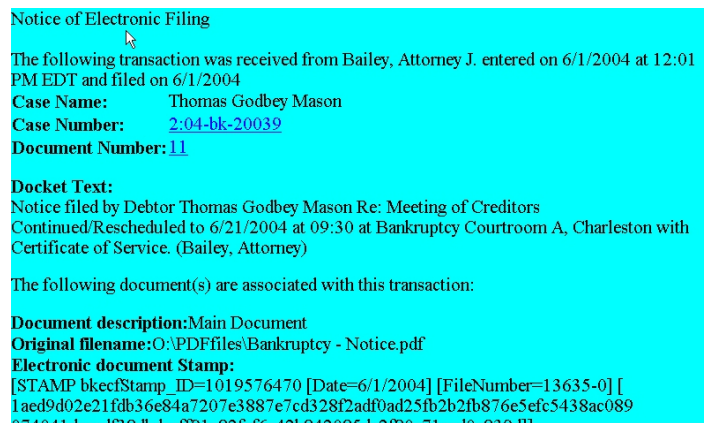 Notice of Electronic Filing
The following transaction was received from Bailey, Attorney J. entered on 6/1/2004 at 12:01
PM EDT and filed on 6/1/2004
Case Name: Thomas Godbey Mason
Case Number: 2:04-bk-20039
Document Number: 11
Docket Text:
Notice filed by Debtor Thomas Godbey Mason Re: Meeting of Creditors
Continued/Rescheduled to 6/21/2004 at 09:30 at Bankruptcy Courtroom A, Charleston with
Certificate of Service. (Bailey, Attorney)
The following document(s) are associated with this transaction:
Document description:Main Document
Original filename:O:\PDFfiles\Bankruptcy - Notice.pdf
Electronic document Stamp:
[STAMP bkecfStamp_ID=1019576470 [Date=6/1/2004] [FileNumber=13635-0] [
1aed9d02e21fdb36e84a7207e3887e7cd328f2adf0ad25fb2b2fb876e5efc5438ac089